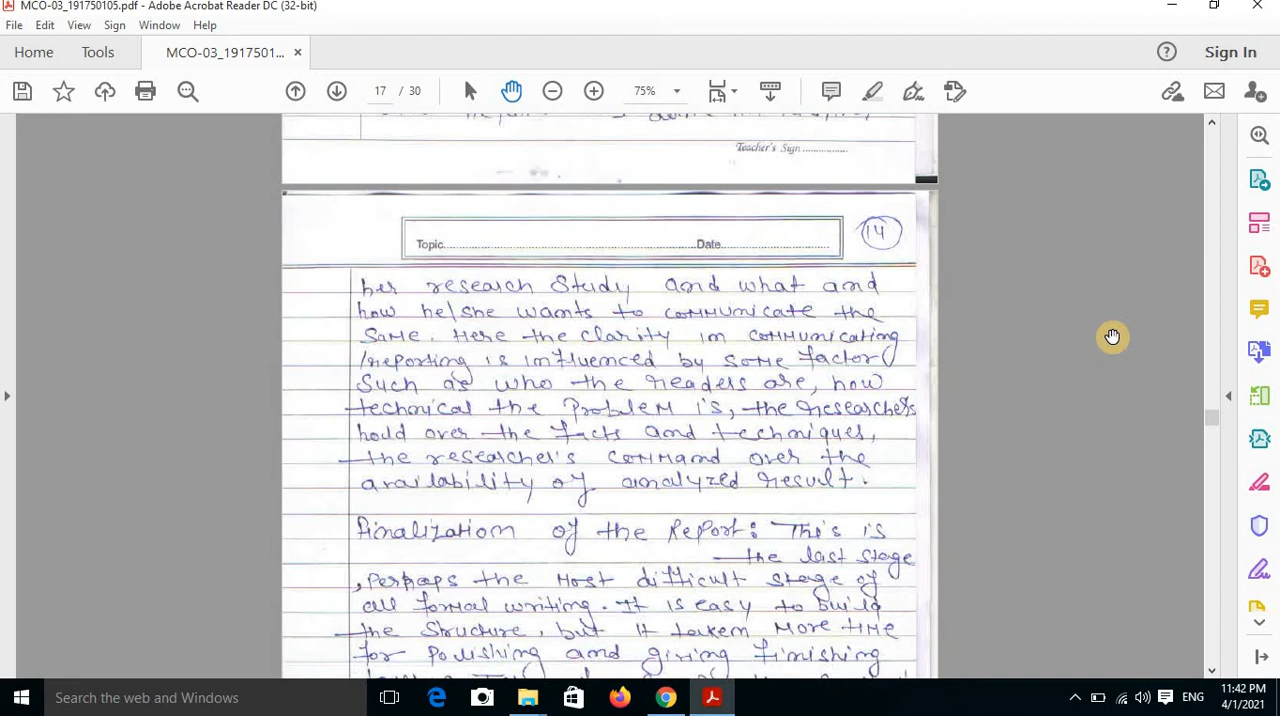 MCO-03_191750105.pdf - Adobe Acrobat Reader DC (32-bit)
File Edit View Sign Window Help
Home Tools MCO-03_1917501... × Sign In
17 / 30 75%
Teacher's Sign
Topic Date 14
her research Study and what and
how he/she wants to communicate the
Same. Here the clarity in communicating
/reporting is influenced by some factor
Such as who the readers are, how
technical the Problem is, the researchers
hold over the facts and techniques,
the researcher's command over the
availability of analyzed result.
Finalization of the Report: This is
the last stage
, Perhaps the Most difficult stage of
all formal writing. It is easy to build
the Structure, but it taken More time
for Polishing and giving finishing
Search the web and Windows
ENG 11:42 PM
4/1/2021